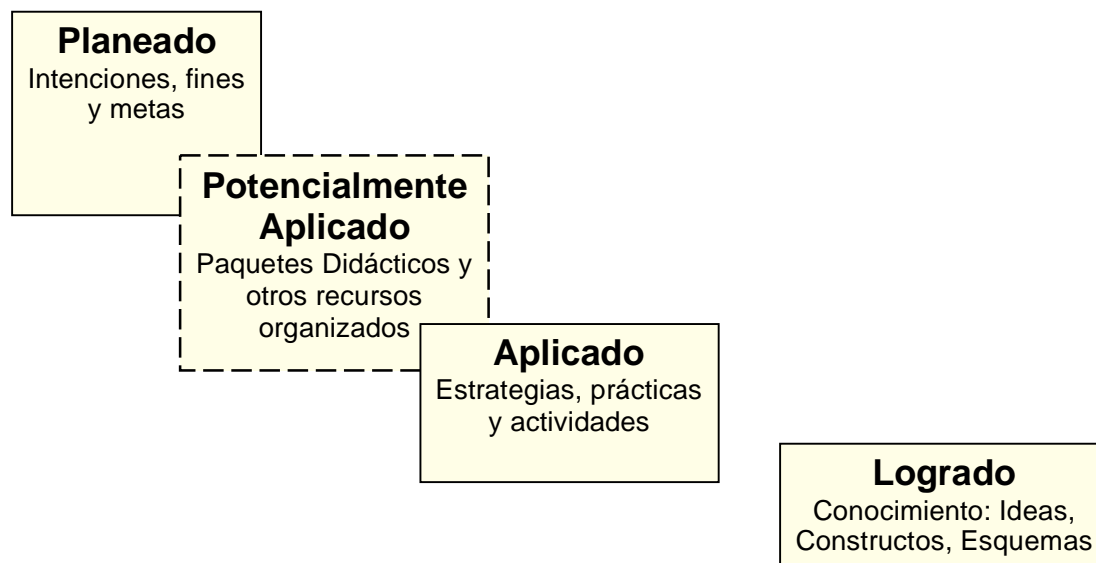 Planeado
Intenciones, fines
y metas
Potencialmente
Aplicado
Paquetes Didácticos y
otros recursos
organizados
Aplicado
Estrategias, prácticas
y actividades
Logrado
Conocimiento: Ideas,
Constructos, Esquemas